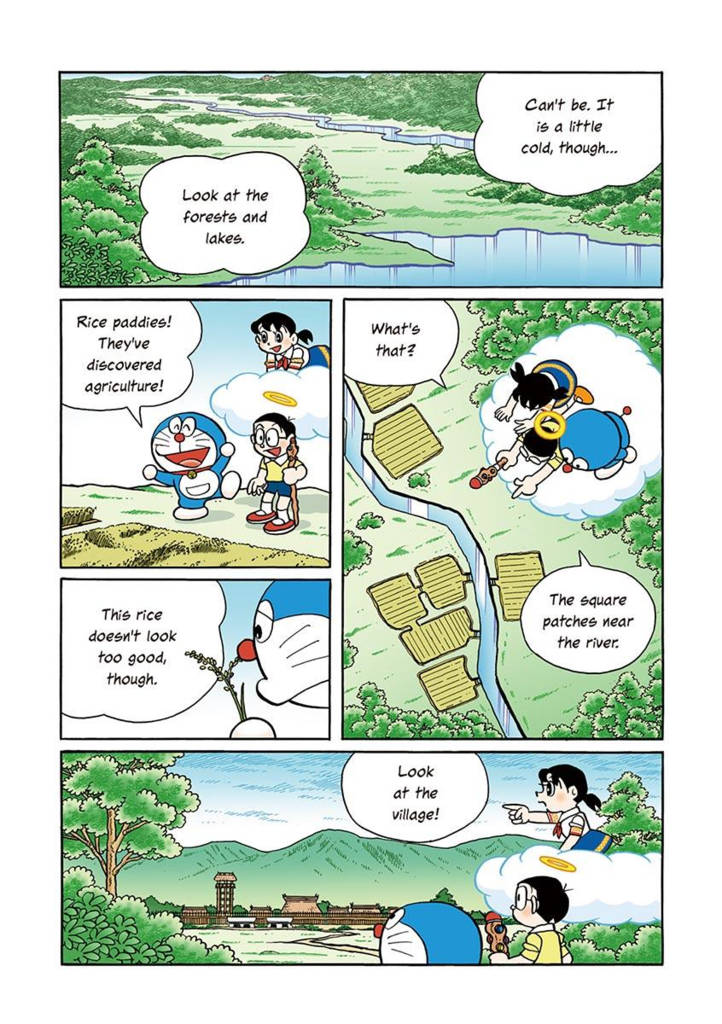 Can't be. It
is a little
cold, though...
Look at the
forests and
lakes.
What's
that?
The square
patches near
the river.
Rice paddies!
They've
discovered
agriculture!
This rice
doesn't look
too good,
though.
Look
at the
village!